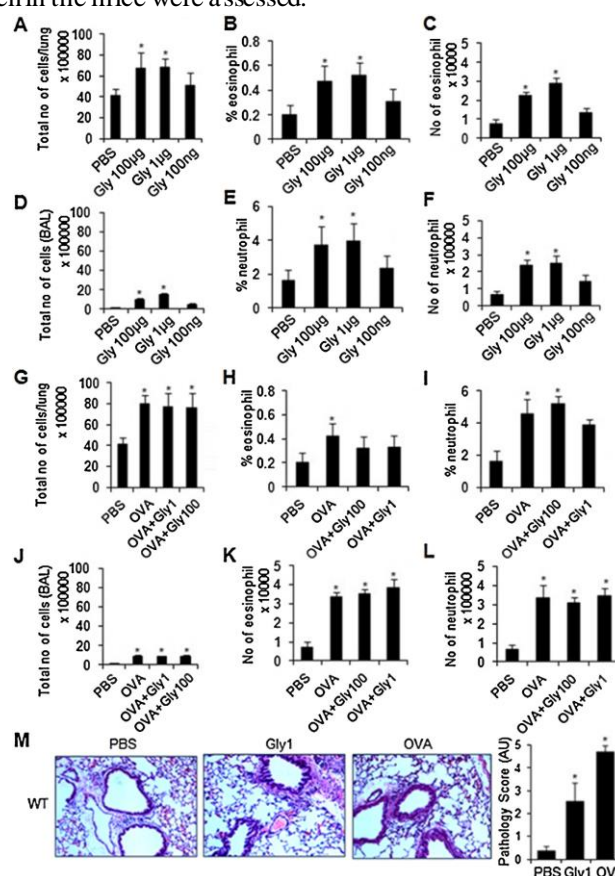 in the mice were assessed.
A
Total no of cells/lung
x 100000
100
80
60
40
20
0
PBS
Gly 100µg
Gly 1µg
Gly 100ng
*
*
B
% eosinophil
0.8
0.6
0.4
0.2
0
PBS
Gly 100µg
Gly 1µg
Gly 100ng
*
*
C
No of eosinophil
x 10000
5
4
3
2
1
0
PBS
Gly 100µg
Gly 1µg
Gly 100ng
*
*
D
Total no of cells (BAL)
x 100000
100
80
60
40
20
0
PBS
Gly 100µg
Gly 1µg
Gly 100ng
*
*
E
% neutrophil
6
4
2
0
PBS
Gly 100µg
Gly 1µg
Gly 100ng
*
*
F
No of neutrophil
x 100000
5
4
3
2
1
0
PBS
Gly 100µg
Gly 1µg
Gly 100ng
*
*
G
Total no of cells/lung
x 100000
100
80
60
40
20
0
PBS
OVA
OVA+Gly1
OVA+Gly100
*
*
*
H
% eosinophil
0.8
0.6
0.4
0.2
0
PBS
OVA
OVA+Gly100
OVA+Gly1
*
I
% neutrophil
6
4
2
0
PBS
OVA
OVA+Gly100
OVA+Gly1
*
*
J
Total no of cells (BAL)
x 100000
100
80
60
40
20
0
PBS
OVA
OVA+Gly1
OVA+Gly100
*
*
*
K
No of eosinophil
x 10000
5
4
3
2
1
0
PBS
OVA
OVA+Gly100
OVA+Gly1
*
*
*
L
No of neutrophil
x 100000
5
4
3
2
1
0
PBS
OVA
OVA+Gly100
OVA+Gly1
*
*
*
M
PBS
Gly1
OVA
WT
Pathology Score (AU)
5
4
3
2
1
0
PBS Gly1 OV
*
*